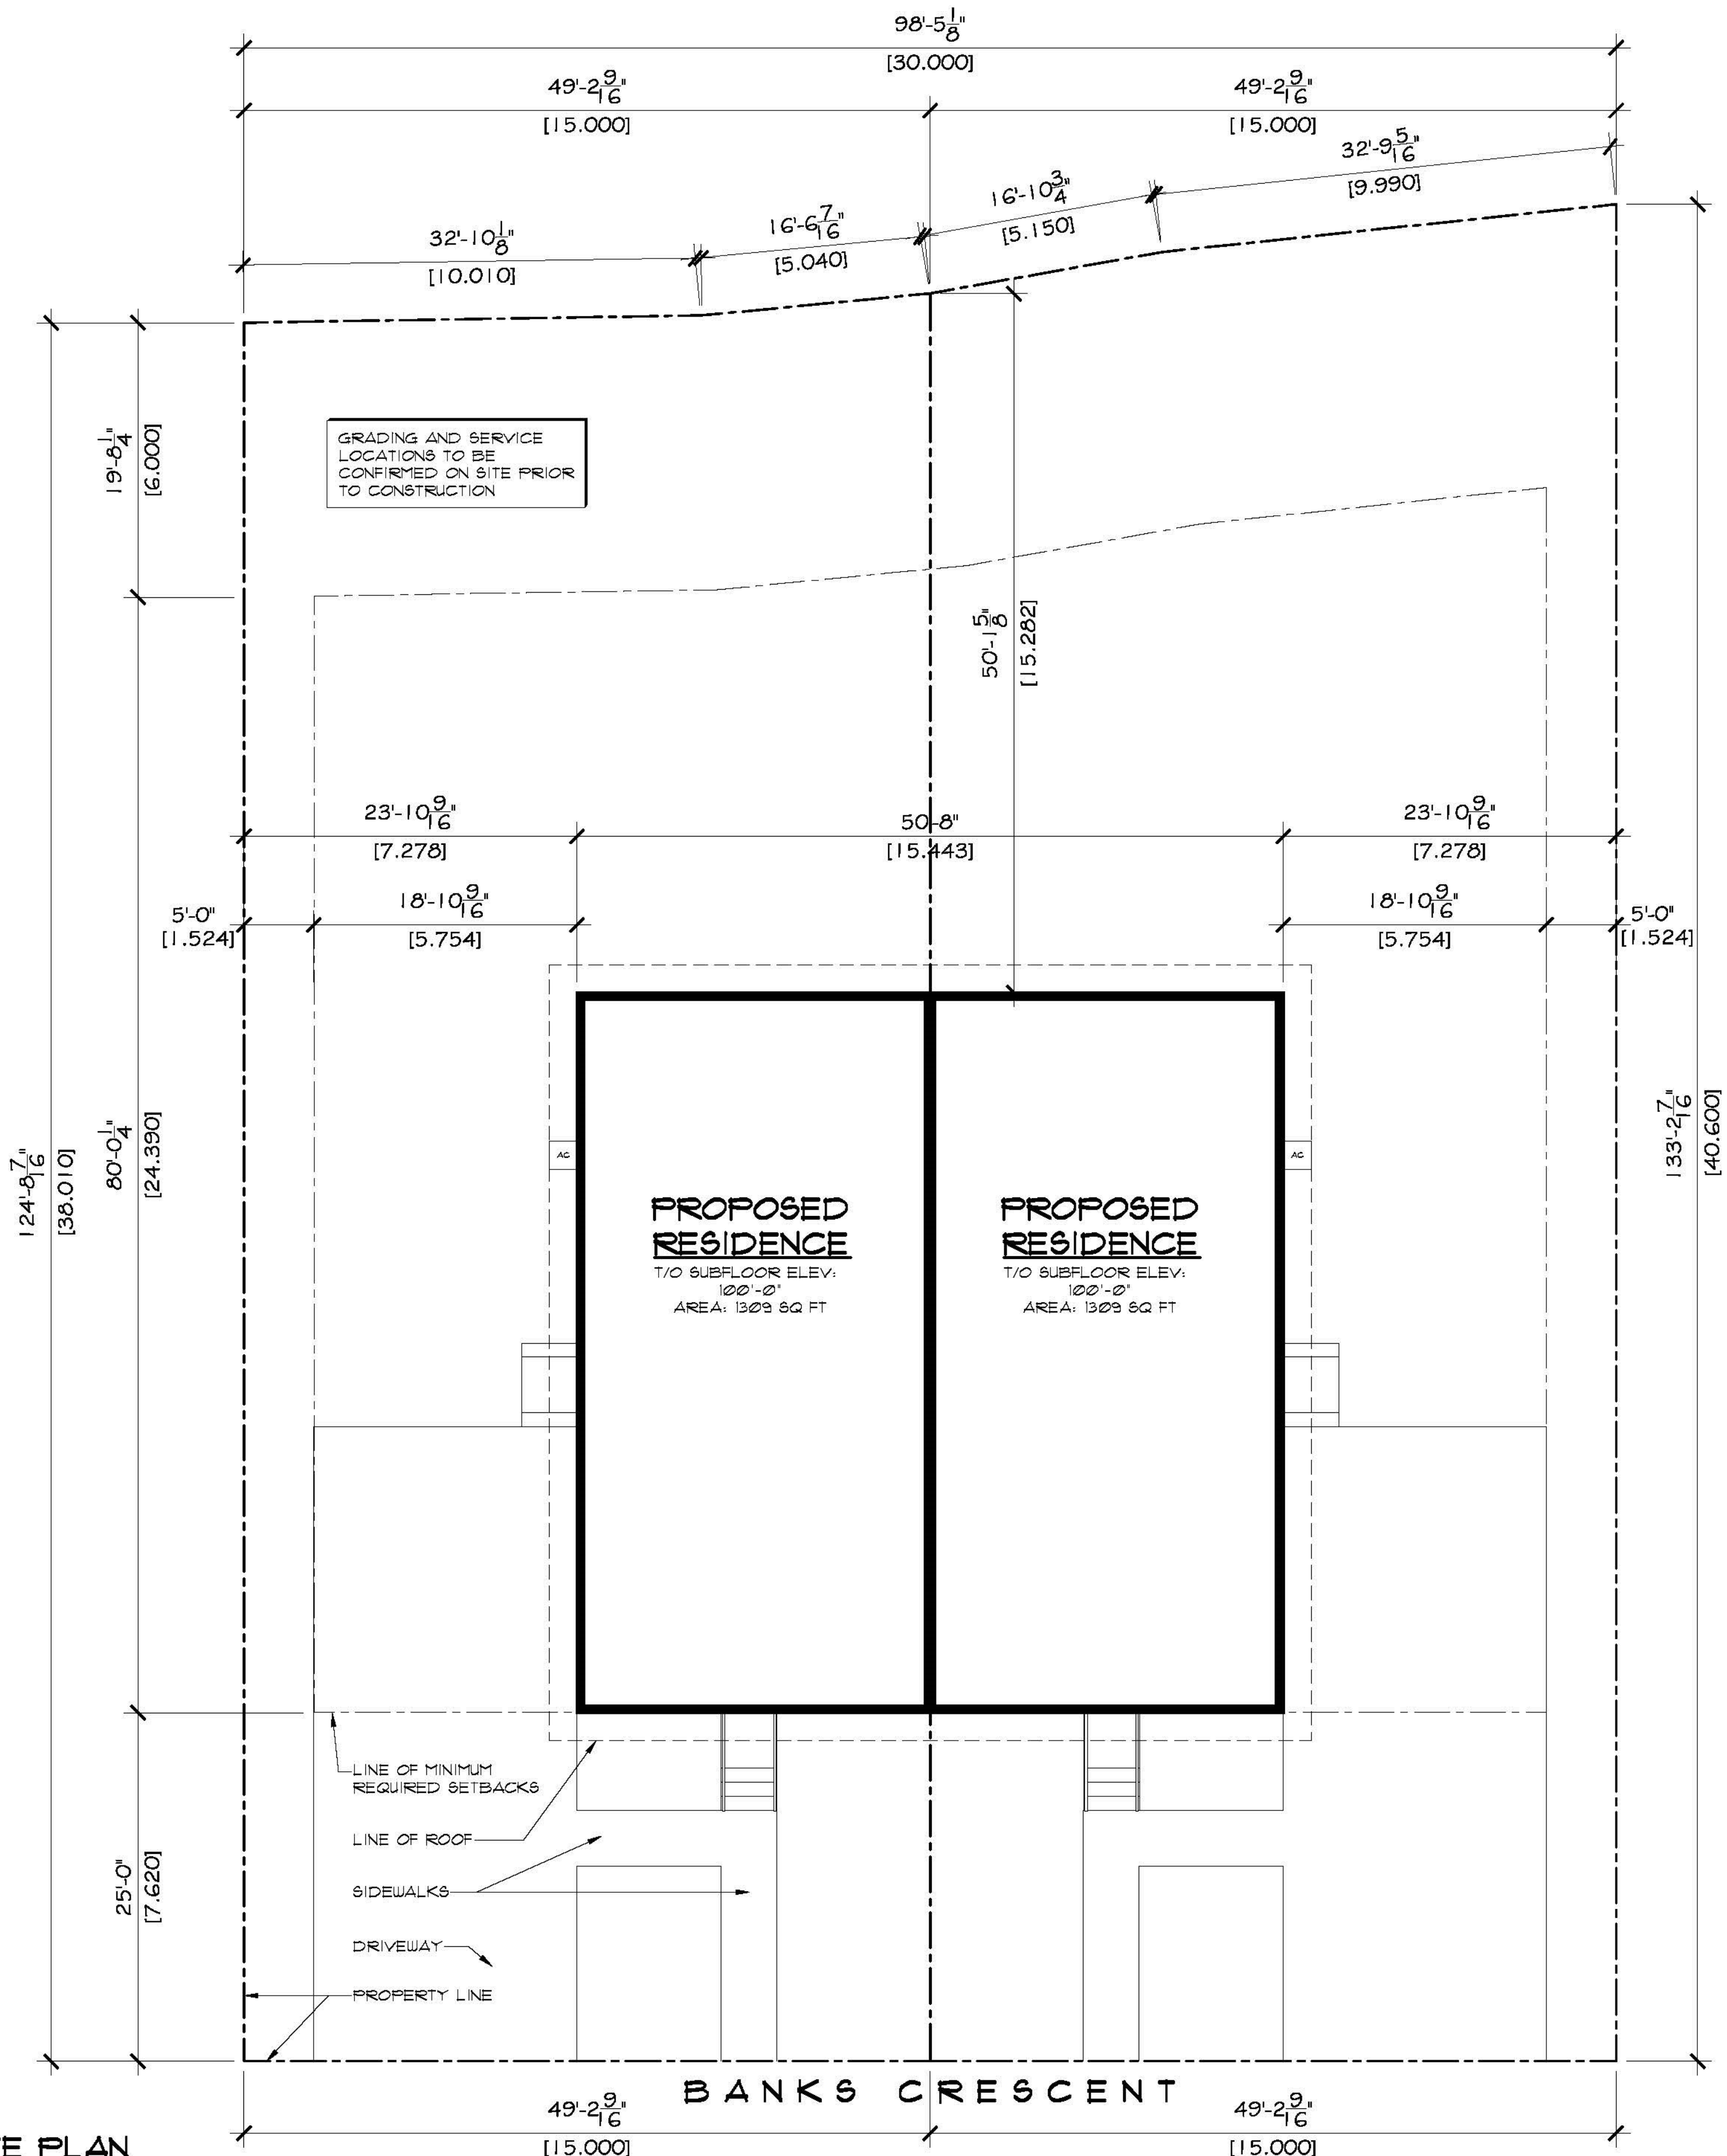 98'-5 1/8"
[30.000]
49'-2 9/16"
[15.000]
49'-2 9/16"
[15.000]
32'-10 1/8"
[10.010]
16'-6 7/16"
[5.040]
16'-10 3/4"
[5.150]
32'-9 5/16"
[9.990]
124'-8 7/16"
[38.010]
19'-8 1/4"
[6.000]
GRADING AND SERVICE
LOCATIONS TO BE
CONFIRMED ON SITE PRIOR
TO CONSTRUCTION
50'-1 5/8"
[15.282]
23'-10 9/16"
[7.278]
50-8"
[15.443]
23'-10 9/16"
[7.278]
5'-0"
[1.524]
18'-10 9/16"
[5.754]
18'-10 9/16"
[5.754]
5'-0"
[1.524]
80'-0 1/4"
[24.390]
133'-2 7/16"
[40.600]
AC
AC
PROPOSED
RESIDENCE
T/O SUBFLOOR ELEV:
100'-0"
AREA: 1309 SQ FT
PROPOSED
RESIDENCE
T/O SUBFLOOR ELEV:
100'-0"
AREA: 1309 SQ FT
25'-0"
[7.620]
LINE OF MINIMUM
REQUIRED SETBACKS
LINE OF ROOF
SIDEWALKS
DRIVEWAY
PROPERTY LINE
BANKS CRESCENT
49'-2 9/16"
[15.000]
49'-2 9/16"
[15.000]
PLAN